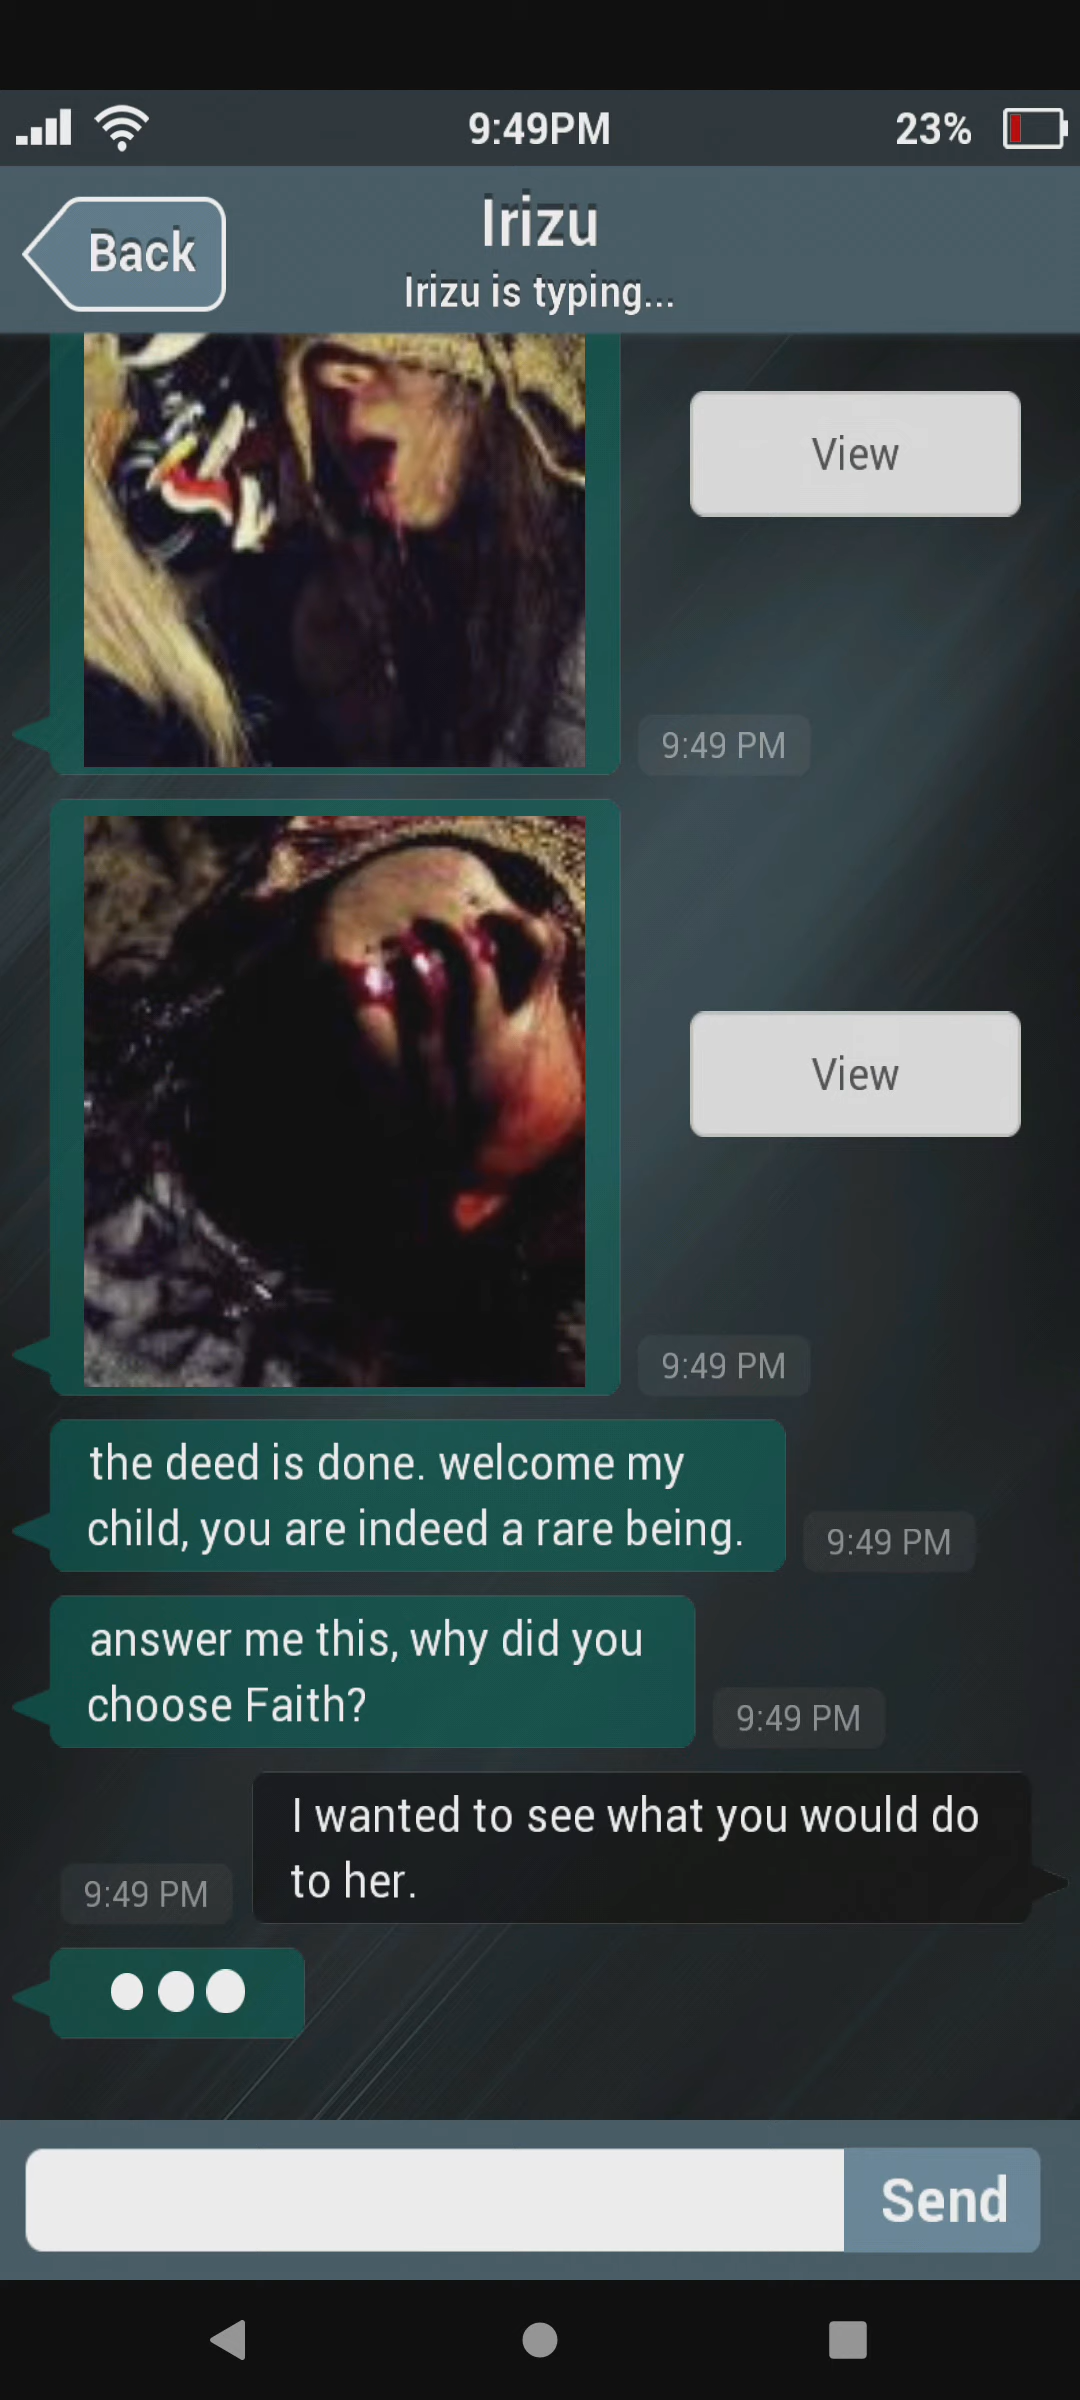 9:49PM
23%
Back
Irizu
Irizu is typing...
View
9:49 PM
View
9:49 PM
the deed is done. welcome my
child, you are indeed a rare being.
9:49 PM
answer me this, why did you
choose Faith?
9:49 PM
I wanted to see what you would do
to her.
9:49 PM
Send